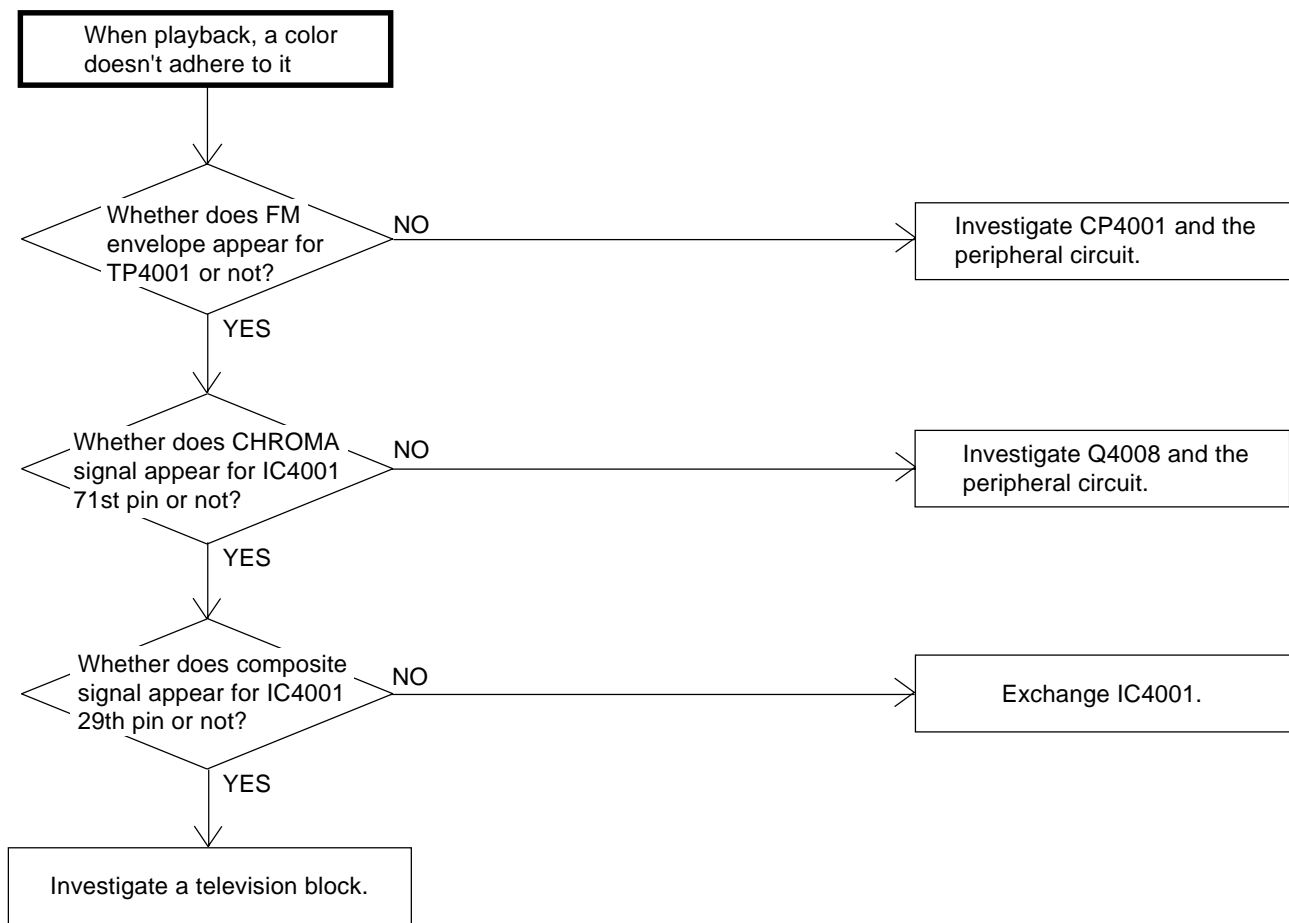 When playback, a color
doesn't adhere to it
Whether does FM
envelope appear for
TP4001 or not?
NO
Investigate CP4001 and the
peripheral circuit.
YES
Whether does CHROMA
signal appear for IC4001
71st pin or not?
NO
Investigate Q4008 and the
peripheral circuit.
YES
Whether does composite
signal appear for IC4001
29th pin or not?
NO
Exchange IC4001.
YES
Investigate a television block.